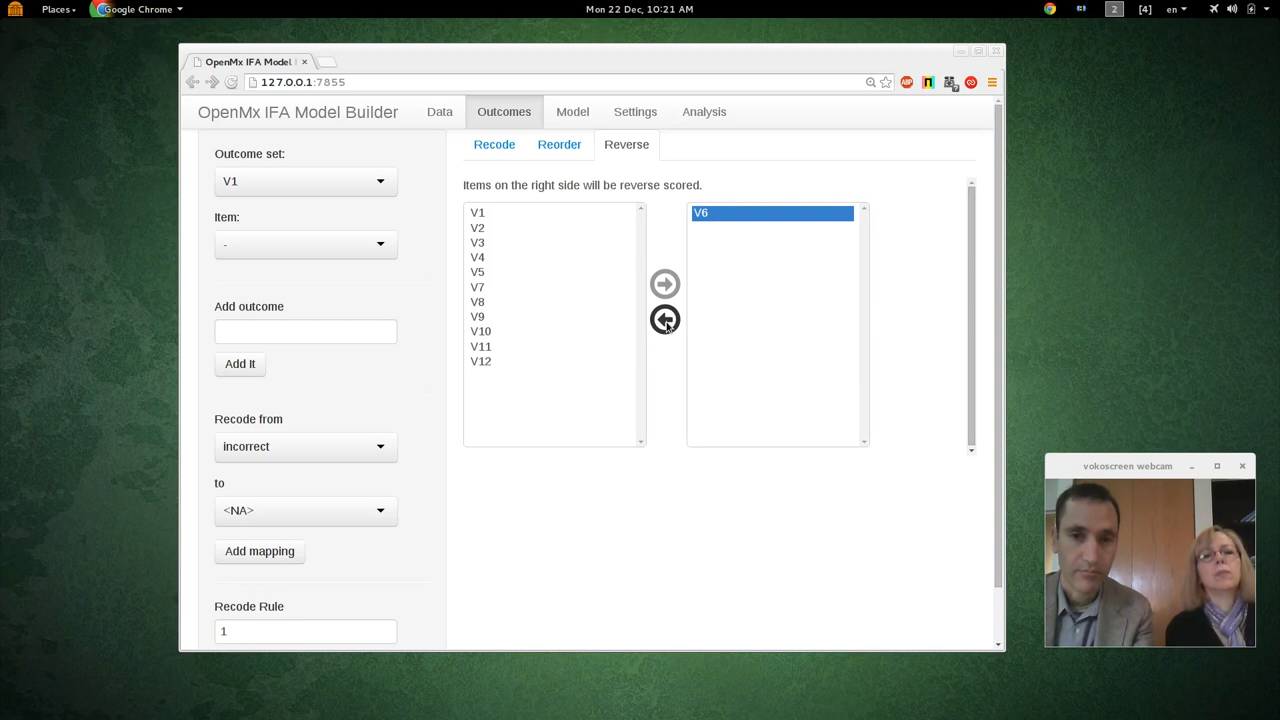 Places
Google Chrome
Mon 22 Dec, 10:21 AM
2
[4]
en
OpenMx IFA Model
127.0.0.1:7855
ABP
OpenMx IFA Model Builder
Data
Outcomes
Model
Settings
Analysis
Outcome set:
V1
Item:
-
Add outcome
Add It
Recode from
incorrect
to
<NA>
Add mapping
Recode Rule
1
Recode
Reorder
Reverse
Items on the right side will be reverse scored.
V1
V2
V3
V4
V5
V7
V8
V9
V10
V11
V12
V6
vokoscreen webcam